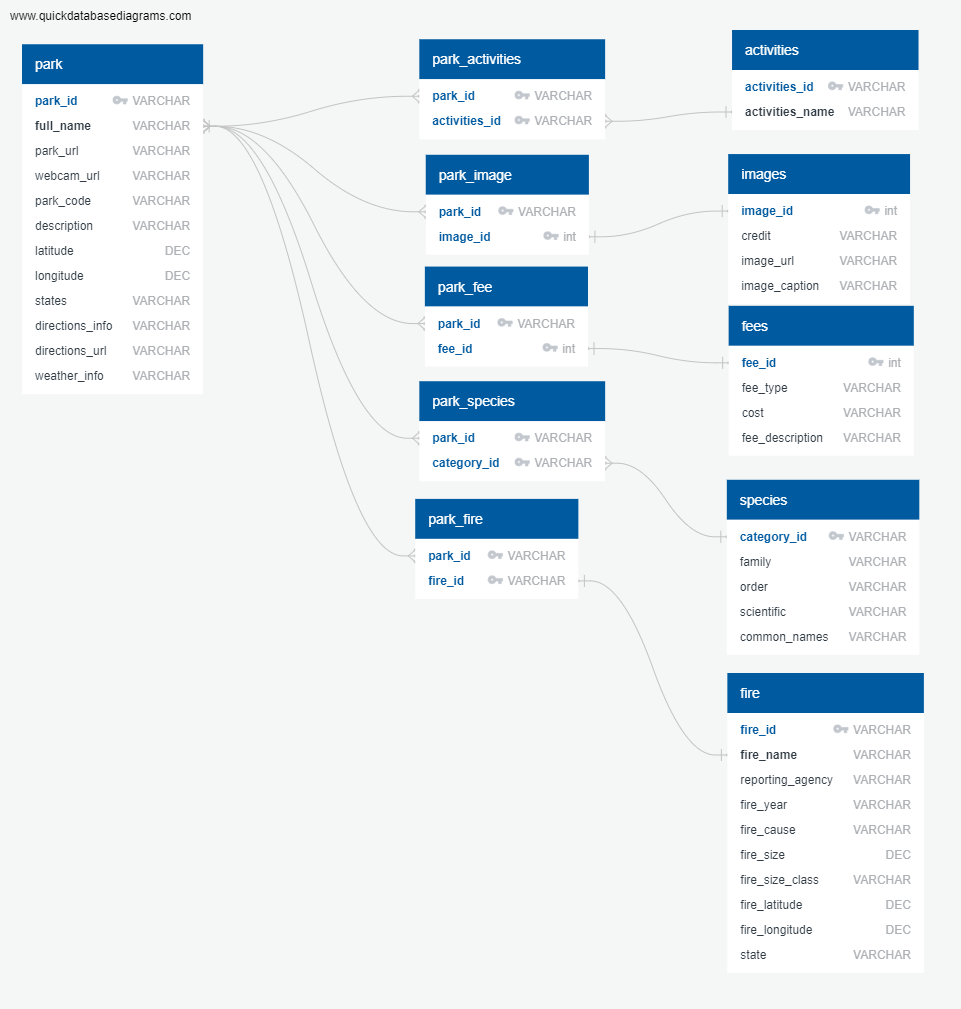 www.quickdatabasediagrams.com
park
park_id VARCHAR
full_name VARCHAR
park_url VARCHAR
webcam_url VARCHAR
park_code VARCHAR
description VARCHAR
latitude DEC
longitude DEC
states VARCHAR
directions_info VARCHAR
directions_url VARCHAR
weather_info VARCHAR
park_activities
park_id VARCHAR
activities_id VARCHAR
park_image
park_id VARCHAR
image_id int
park_fee
park_id VARCHAR
fee_id int
park_species
park_id VARCHAR
category_id VARCHAR
park_fire
park_id VARCHAR
fire_id VARCHAR
activities
activities_id VARCHAR
activities_name VARCHAR
images
image_id int
credit VARCHAR
image_url VARCHAR
image_caption VARCHAR
fees
fee_id int
fee_type VARCHAR
cost VARCHAR
fee_description VARCHAR
species
category_id VARCHAR
family VARCHAR
order VARCHAR
scientific VARCHAR
common_names VARCHAR
fire
fire_id VARCHAR
fire_name VARCHAR
reporting_agency VARCHAR
fire_year VARCHAR
fire_cause VARCHAR
fire_size DEC
fire_size_class VARCHAR
fire_latitude DEC
fire_longitude DEC
state VARCHAR